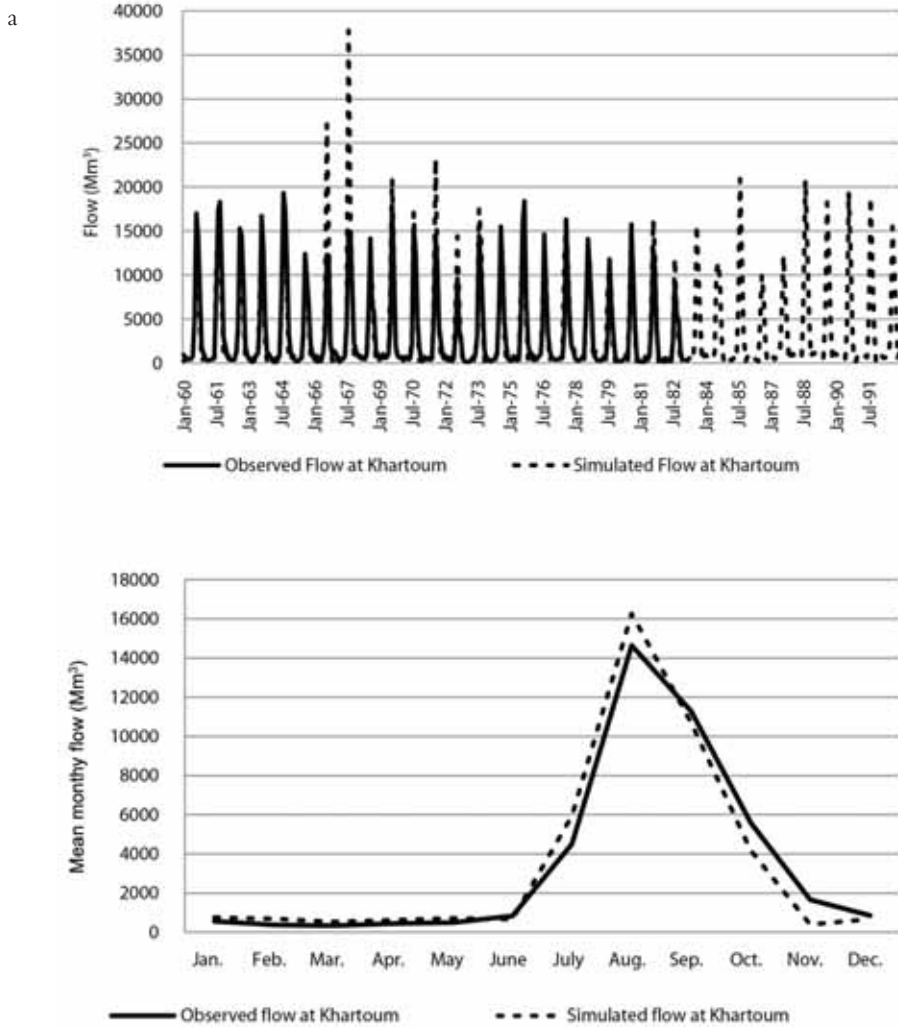 a
40000
35000
30000
25000
20000
15000
10000
5000
0
Flow (Mm³)
Jan-60
Jul-61
Jan-63
Jul-64
Jan-66
Jul-67
Jan-69
Jul-70
Jan-72
Jul-73
Jan-75
Jul-76
Jan-78
Jul-79
Jan-81
Jul-82
Jan-84
Jul-85
Jan-87
Jul-88
Jan-90
Jul-91
Observed Flow at Khartoum
Simulated Flow at Khartoum
18000
16000
14000
12000
10000
8000
6000
4000
2000
0
Mean monthy flow (Mm³)
Jan. Feb. Mar. Apr. May June July Aug. Sep. Oct. Nov. Dec.
Observed flow at Khartoum
Simulated flow at Khartoum